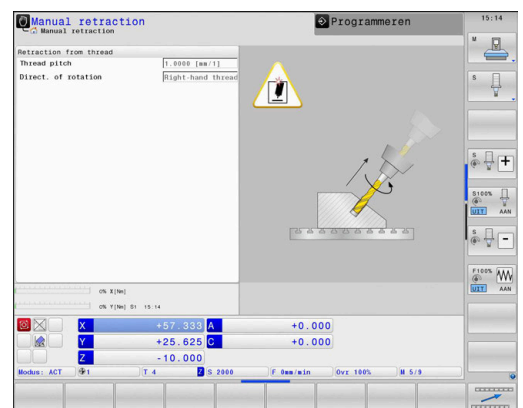 Manual retraction
Manual retraction
Programmeren
15:14
Retraction from thread
Thread pitch 1.0000 [mm/1]
Direct. of rotation Right-hand thread
M
S
S
+
S100%
UIT AAN
S
-
F100%
UIT AAN
0% X[Nm]
0% Y[Nm] S1 15:14
X +57.333 A +0.000
Y +25.625 C +0.000
Z -10.000
Modus: ACT 1 T 4 Z S 2000 F 0mm/min Ovr 100% M 5/9